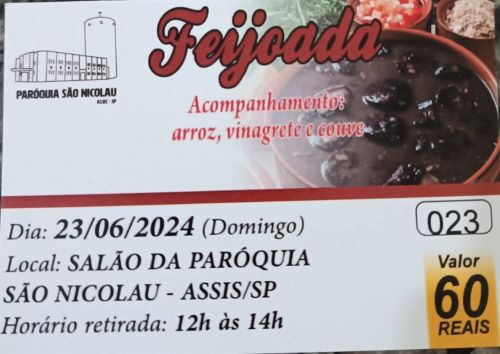 Feijoada
PARÓQUIA SÃO NICOLAU
ASSIS - SP
Acompanhamento:
arroz, vinagrete e couve
Dia: 23/06/2024 (Domingo)
023
Local: SALÃO DA PARÓQUIA
SÃO NICOLAU - ASSIS/SP
Horário retirada: 12h às 14h
Valor
60
REAIS